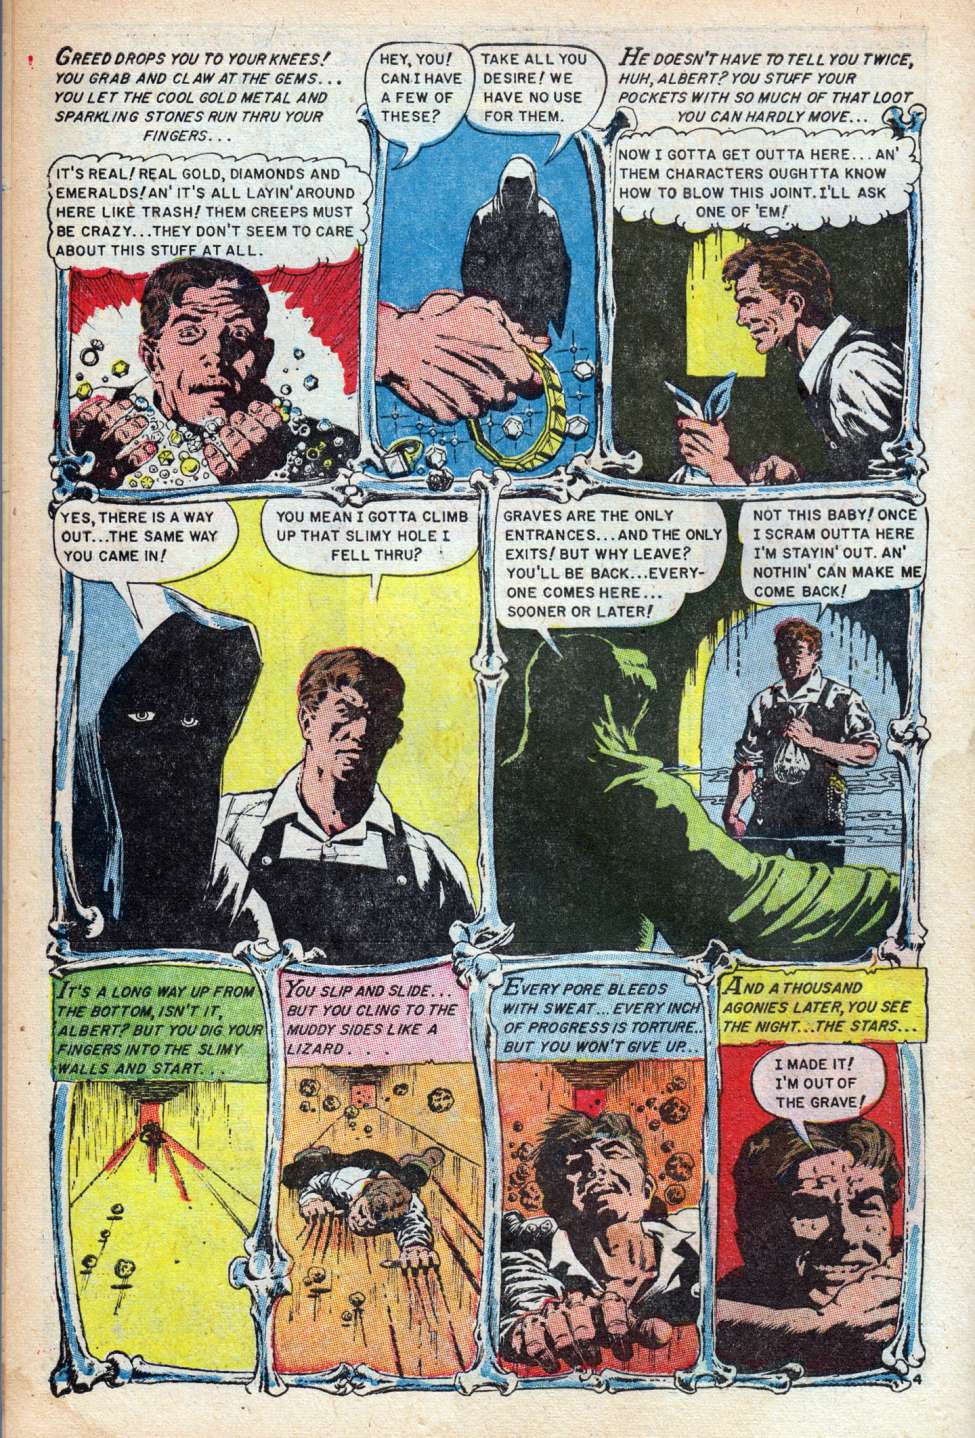 GREED DROPS YOU TO YOUR KNEES!
YOU GRAB AND CLAW AT THE GEMS...
YOU LET THE COOL GOLD METAL AND
SPARKLING STONES RUN THRU YOUR
FINGERS...
IT'S REAL! REAL GOLD, DIAMONDS AND
EMERALDS! AN' IT'S ALL LAYIN' AROUND
HERE LIKE TRASH! THEM CREEPS MUST
BE CRAZY...THEY DON'T SEEM TO CARE
ABOUT THIS STUFF AT ALL.
HEY, YOU!
CAN I HAVE
A FEW OF
THESE?
TAKE ALL YOU
DESIRE! WE
HAVE NO USE
FOR THEM.
HE DOESN'T HAVE TO TELL YOU TWICE,
HUH, ALBERT? YOU STUFF YOUR
POCKETS WITH SO MUCH OF THAT LOOT
YOU CAN HARDLY MOVE...
NOW I GOTTA GET OUTTA HERE...AN'
THEM CHARACTERS OUGHTTA KNOW
HOW TO BLOW THIS JOINT. I'LL ASK
ONE OF 'EM!
YES, THERE IS A WAY
OUT...THE SAME WAY
YOU CAME IN!
YOU MEAN I GOTTA CLIMB
UP THAT SLIMY HOLE I
FELL THRU?
GRAVES ARE THE ONLY
ENTRANCES...AND THE ONLY
EXITS! BUT WHY LEAVE?
YOU'LL BE BACK...EVERY-
ONE COMES HERE...
SOONER OR LATER!
NOT THIS BABY! ONCE
I SCRAM OUTTA HERE
I'M STAYIN' OUT. AN'
NOTHIN' CAN MAKE ME
COME BACK!
IT'S A LONG WAY UP FROM
THE BOTTOM, ISN'T IT,
ALBERT? BUT YOU DIG YOUR
FINGERS INTO THE SLIMY
WALLS AND START...
YOU SLIP AND SLIDE...
BUT YOU CLING TO THE
MUDDY SIDES LIKE A
LIZARD....
EVERY PORE BLEEDS
WITH SWEAT...EVERY INCH
OF PROGRESS IS TORTURE..
BUT YOU WON'T GIVE UP...
AND A THOUSAND
AGONIES LATER, YOU SEE
THE NIGHT...THE STARS...
I MADE IT!
I'M OUT OF
THE GRAVE!
4